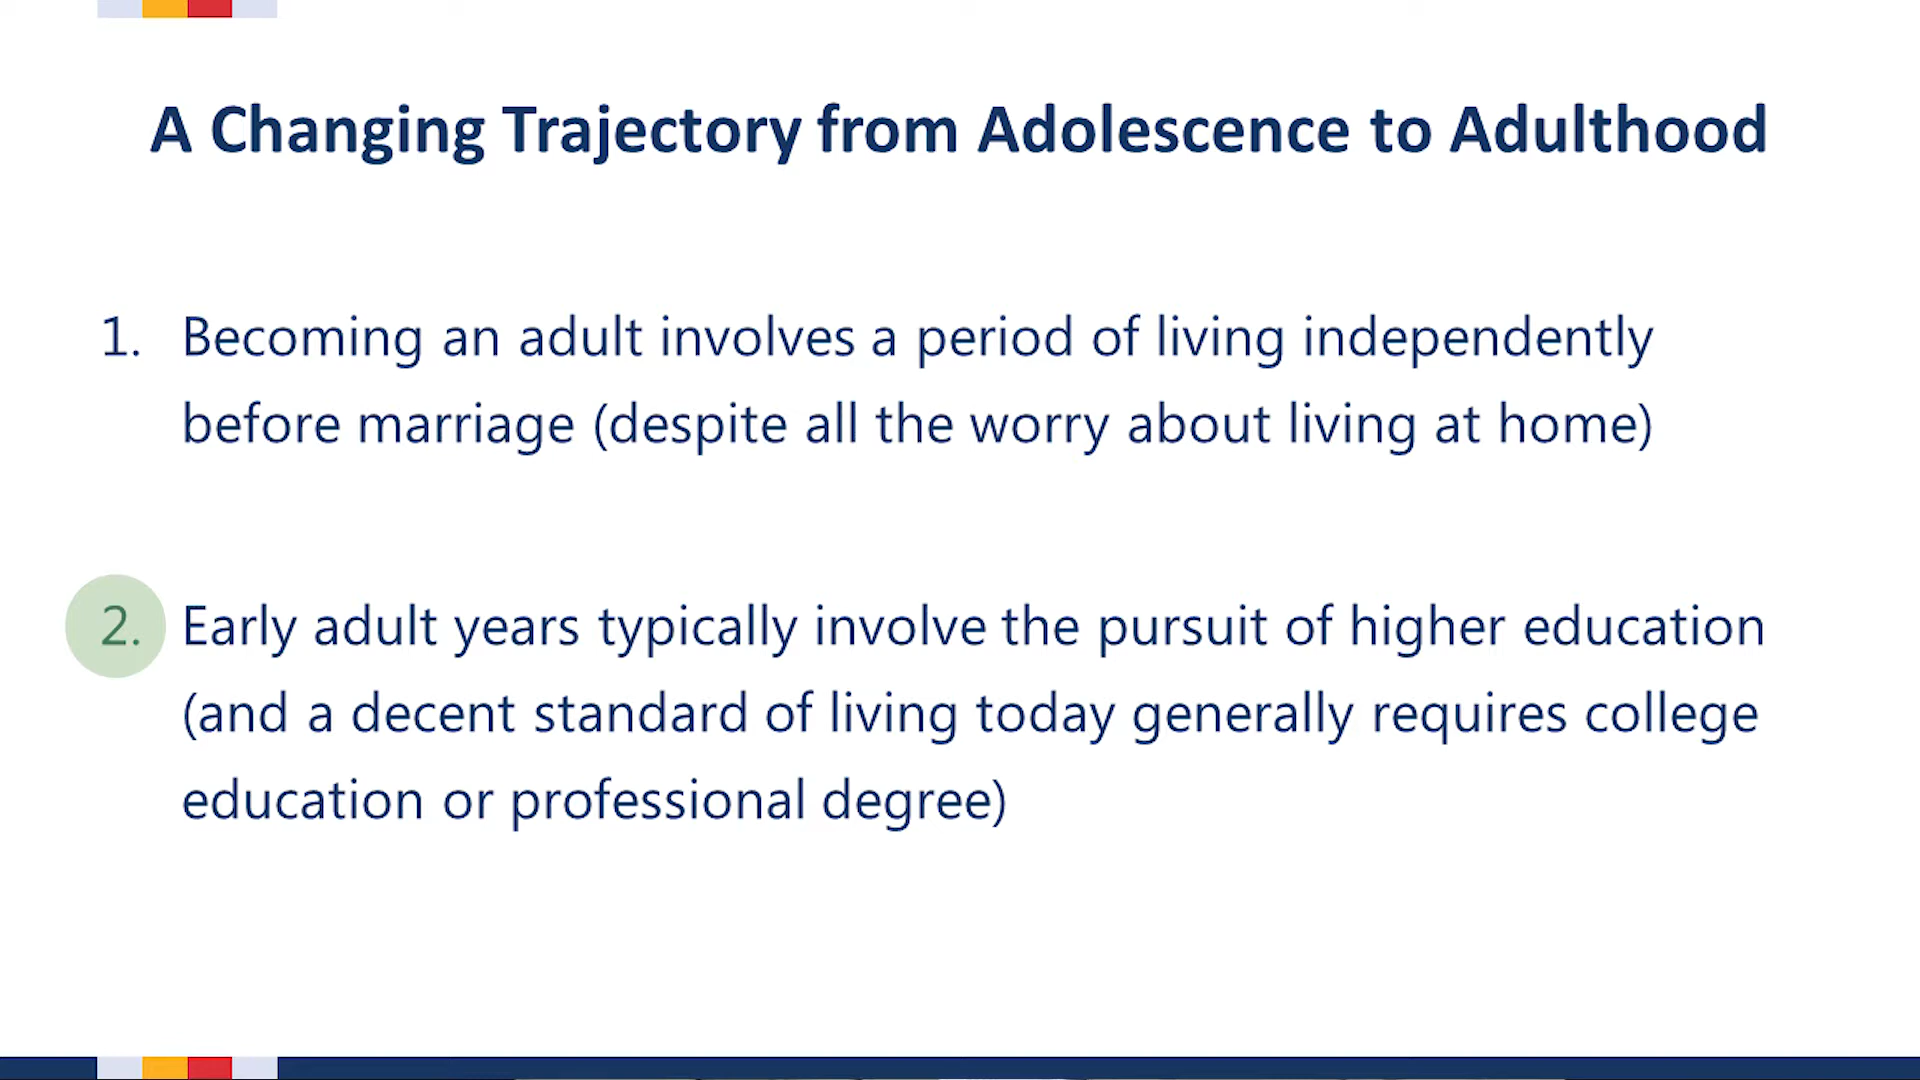 A Changing Trajectory from Adolescence to Adulthood
1. Becoming an adult involves a period of living independently
before marriage (despite all the worry about living at home)
2. Early adult years typically involve the pursuit of higher education
(and a decent standard of living today generally requires college
education or professional degree)